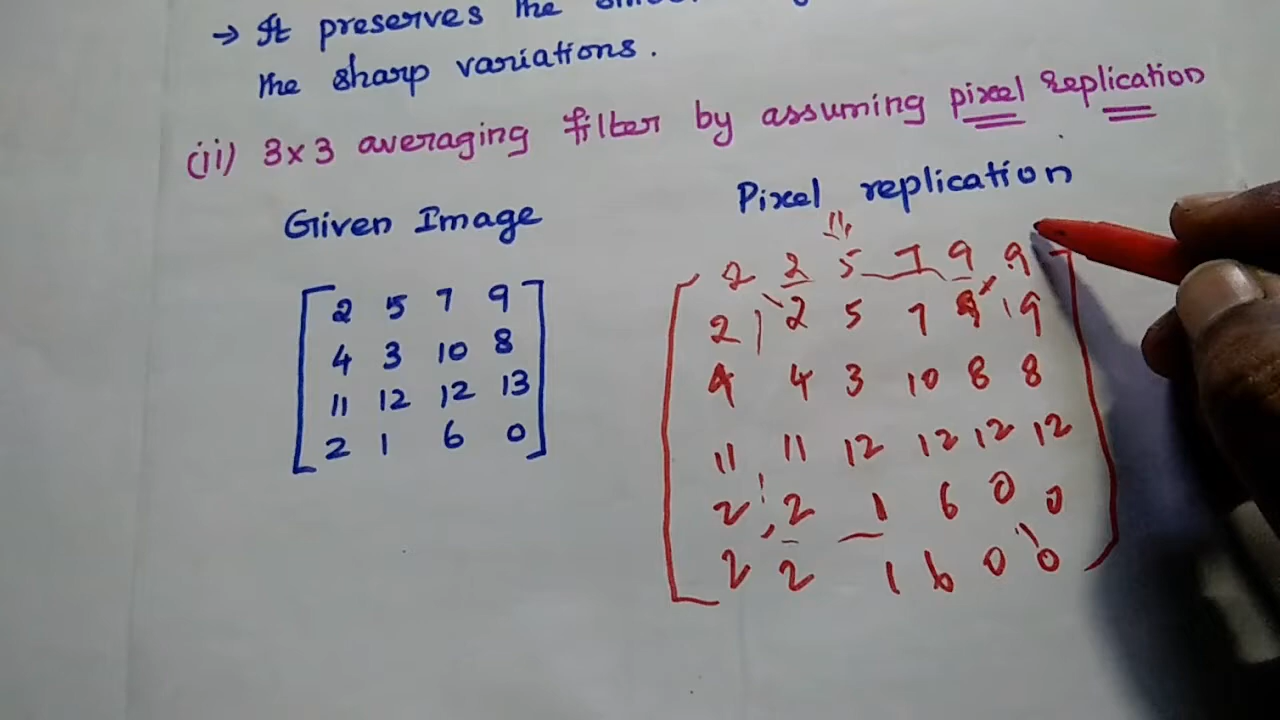 → It preserves the
the sharp variations.
(ii) 3x3 averaging filter by assuming pixel replication
Given Image
2 5 7 9
4 3 10 8
11 12 12 13
2 1 6 0
Pixel replication
2 2 5 7 9 9
2 2 5 7 9 9
4 4 3 10 8 8
11 11 12 12 12 12
2 2 1 6 0 0
2 2 1 6 0 0